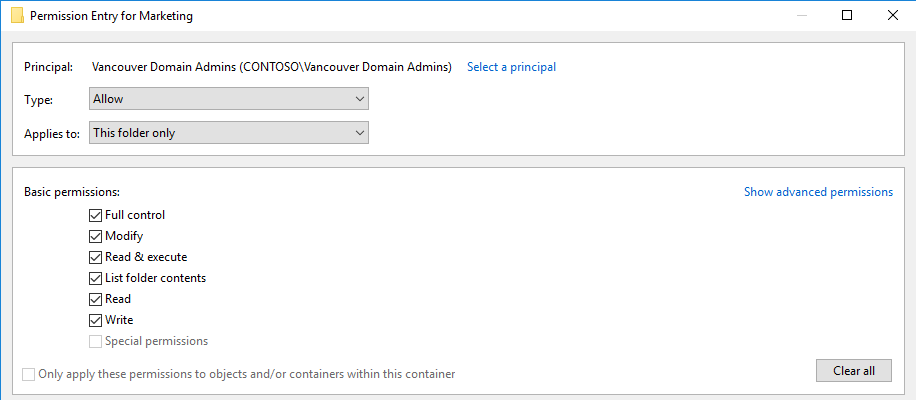 Permission Entry for Marketing
Principal: Vancouver Domain Admins (CONTOSO\Vancouver Domain Admins) Select a principal
Type: Allow
Applies to: This folder only
Basic permissions: Show advanced permissions
Full control
Modify
Read & execute
List folder contents
Read
Write
Special permissions
Only apply these permissions to objects and/or containers within this container Clear all